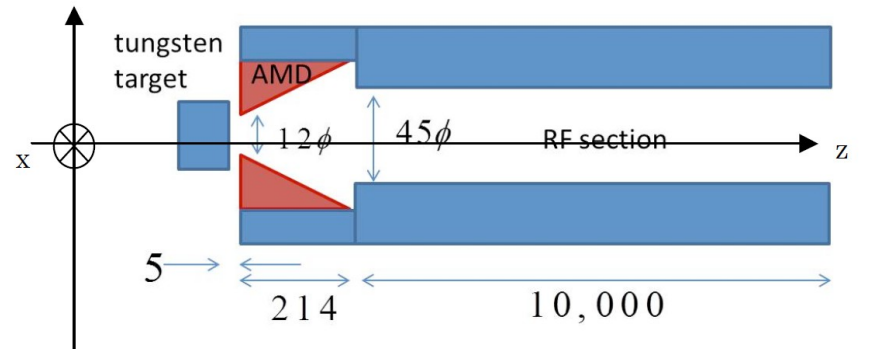 tungsten
target
AMD
12ϕ
45ϕ
RF section
x
z
5
214
10,000